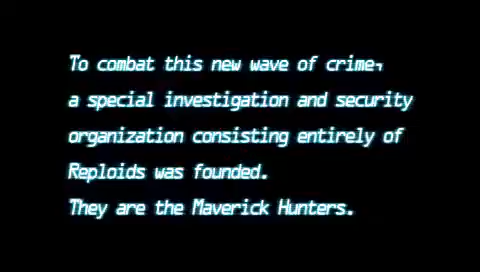 To combat this new wave of crime,
a special investigation and security
organization consisting entirely of
Reploids was founded.
They are the Maverick Hunters.